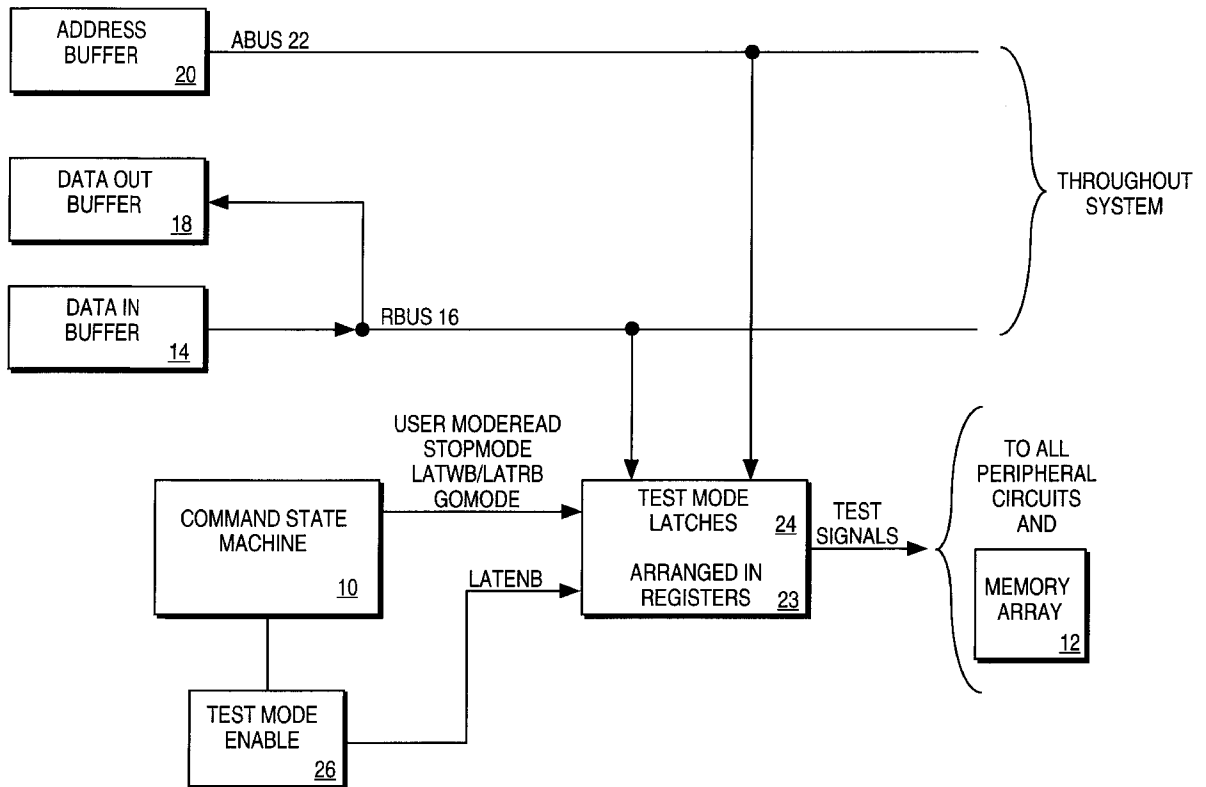 ADDRESS
BUFFER
20
ABUS 22
DATA OUT
BUFFER
18
THROUGHOUT
SYSTEM
DATA IN
BUFFER
14
RBUS 16
USER MODEREAD
STOPMODE
LATWB/LATRB
GOMODE
COMMAND STATE
MACHINE
10
LATENB
TEST MODE
LATCHES
24
ARRANGED IN
REGISTERS
23
TEST
SIGNALS
TO ALL
PERIPHERAL
CIRCUITS
AND
MEMORY
ARRAY
12
TEST MODE
ENABLE
26